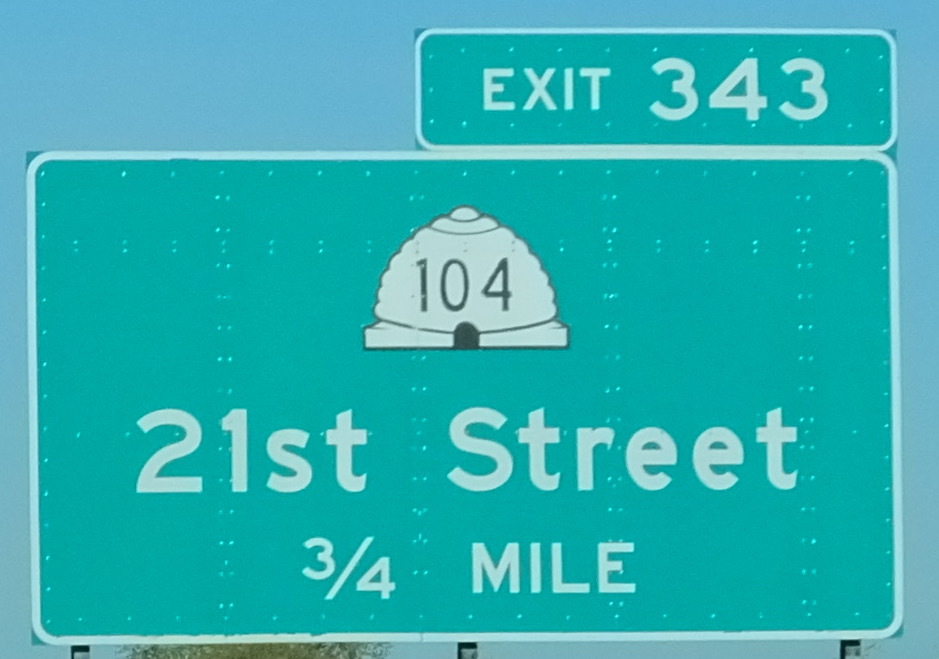 EXIT 343
104
21st Street
3/4 MILE